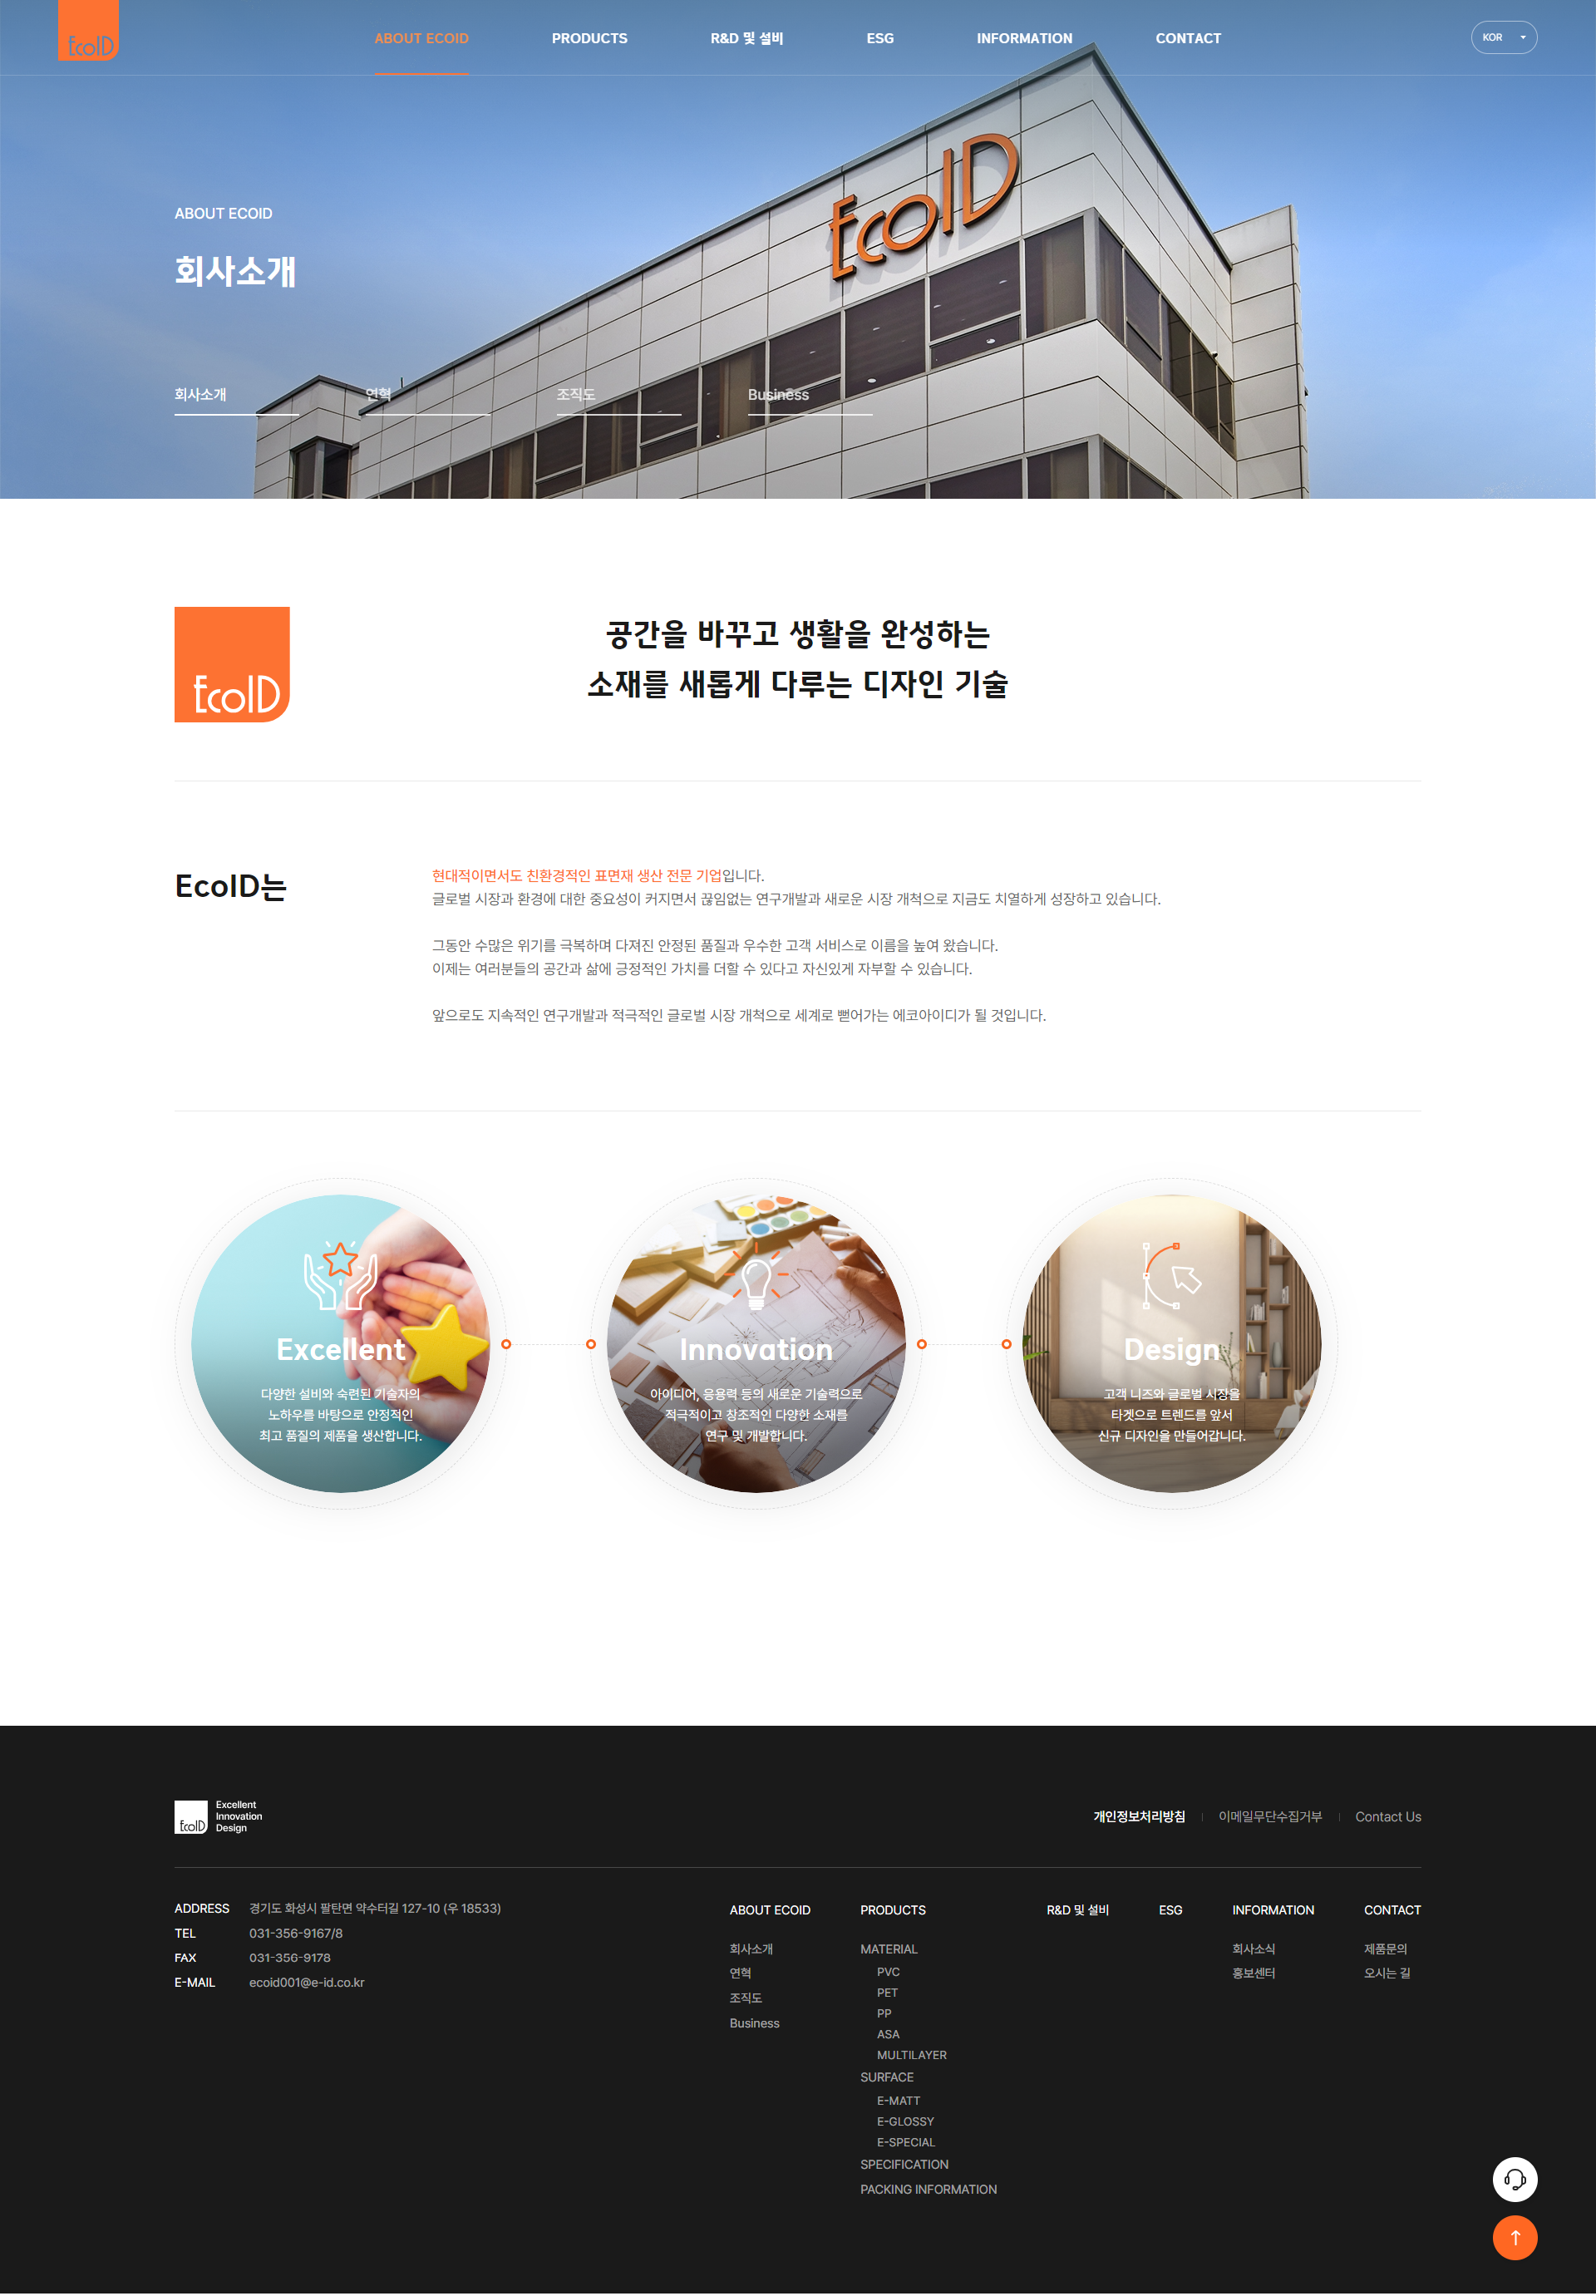 EcoID
ABOUT ECOID
PRODUCTS
R&D 및 설비
ESG
INFORMATION
CONTACT
KOR
EcoID
ABOUT ECOID
회사소개
회사소개
연혁
조직도
Business
EcoID
공간을 바꾸고 생활을 완성하는
소재를 새롭게 다루는 디자인 기술
EcoID는
현대적이면서도 친환경적인 표면재 생산 전문 기업입니다.
글로벌 시장과 환경에 대한 중요성이 커지면서 끊임없는 연구개발과 새로운 시장 개척으로 지금도 치열하게 성장하고 있습니다.
그동안 수많은 위기를 극복하며 다져진 안정된 품질과 우수한 고객 서비스로 이름을 높여 왔습니다.
이제는 여러분들의 공간과 삶에 긍정적인 가치를 더할 수 있다고 자신있게 자부할 수 있습니다.
앞으로도 지속적인 연구개발과 적극적인 글로벌 시장 개척으로 세계로 뻗어가는 에코아이디가 될 것입니다.
Excellent
다양한 설비와 숙련된 기술자의
노하우를 바탕으로 안정적인
최고 품질의 제품을 생산합니다.
Innovation
아이디어, 응용력 등의 새로운 기술력으로
적극적이고 창조적인 다양한 소재를
연구 및 개발합니다.
Design
고객 니즈와 글로벌 시장을
타겟으로 트렌드를 앞서
신규 디자인을 만들어갑니다.
EcoID
Excellent
Innovation
Design
개인정보처리방침
이메일무단수집거부
Contact Us
ADDRESS 경기도 화성시 팔탄면 약수터길 127-10 (우 18533)
TEL 031-356-9167/8
FAX 031-356-9178
E-MAIL ecoid001@e-id.co.kr
ABOUT ECOID
회사소개
연혁
조직도
Business
PRODUCTS
MATERIAL
PVC
PET
PP
ASA
MULTILAYER
SURFACE
E-MATT
E-GLOSSY
E-SPECIAL
SPECIFICATION
PACKING INFORMATION
R&D 및 설비
ESG
INFORMATION
회사소식
홍보센터
CONTACT
제품문의
오시는 길